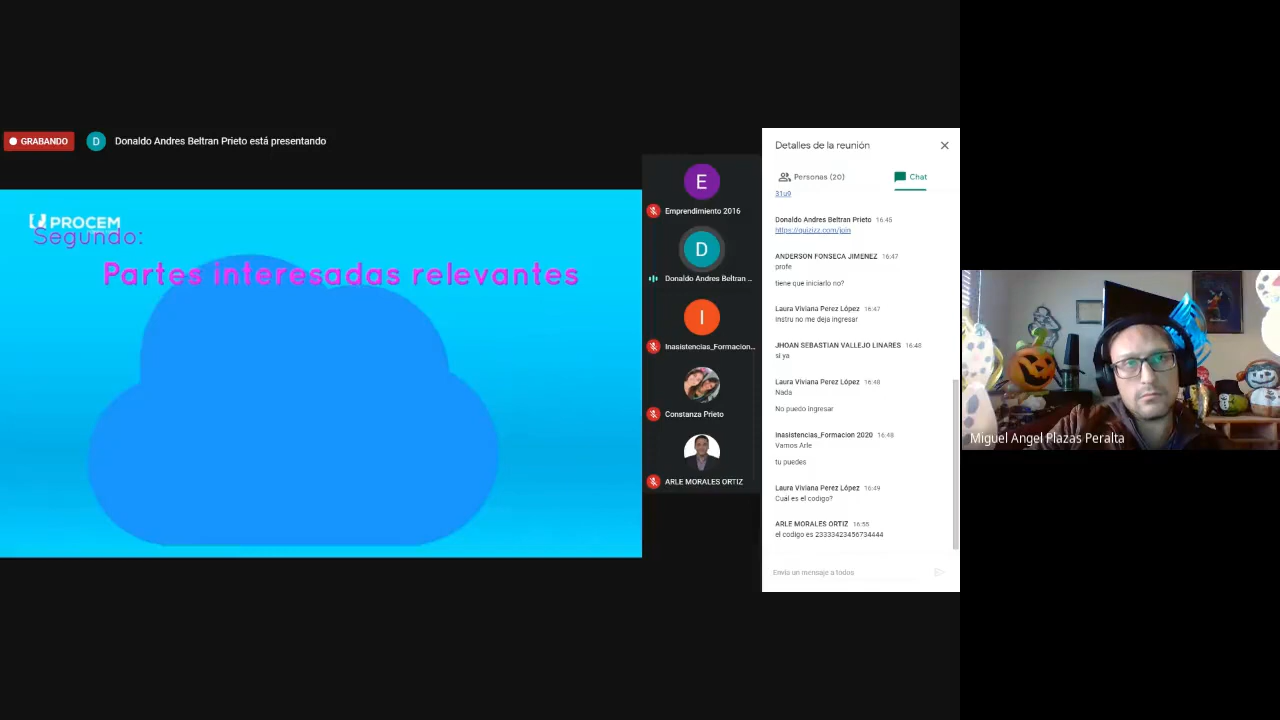 GRABANDO
D
Donaldo Andres Beltran Prieto está presentando
PROCEM
Segundo:
Partes interesadas relevantes
E
Emprendimiento 2016
D
Donaldo Andres Beltran ...
I
Inasistencias_Formacion...
Constanza Prieto
ARLE MORALES ORTIZ
Detalles de la reunión
Personas (20)
Chat
31u9
Donaldo Andres Beltran Prieto 16:45
https://quizizz.com/join
ANDERSON FONSECA JIMENEZ 16:47
profe
tiene que iniciarlo no?
Laura Viviana Perez López 16:47
Instru no me deja ingresar
JHOAN SEBASTIAN VALLEJO LINARES 16:48
si ya
Laura Viviana Perez López 16:48
Nada
No puedo ingresar
Inasistencias_Formacion 2020 16:48
Vamos Arle
tu puedes
Laura Viviana Perez López 16:49
Cuál es el codigo?
ARLE MORALES ORTIZ 16:55
el codigo es 23333423456734444
Envía un mensaje a todos
Miguel Angel Plazas Peralta